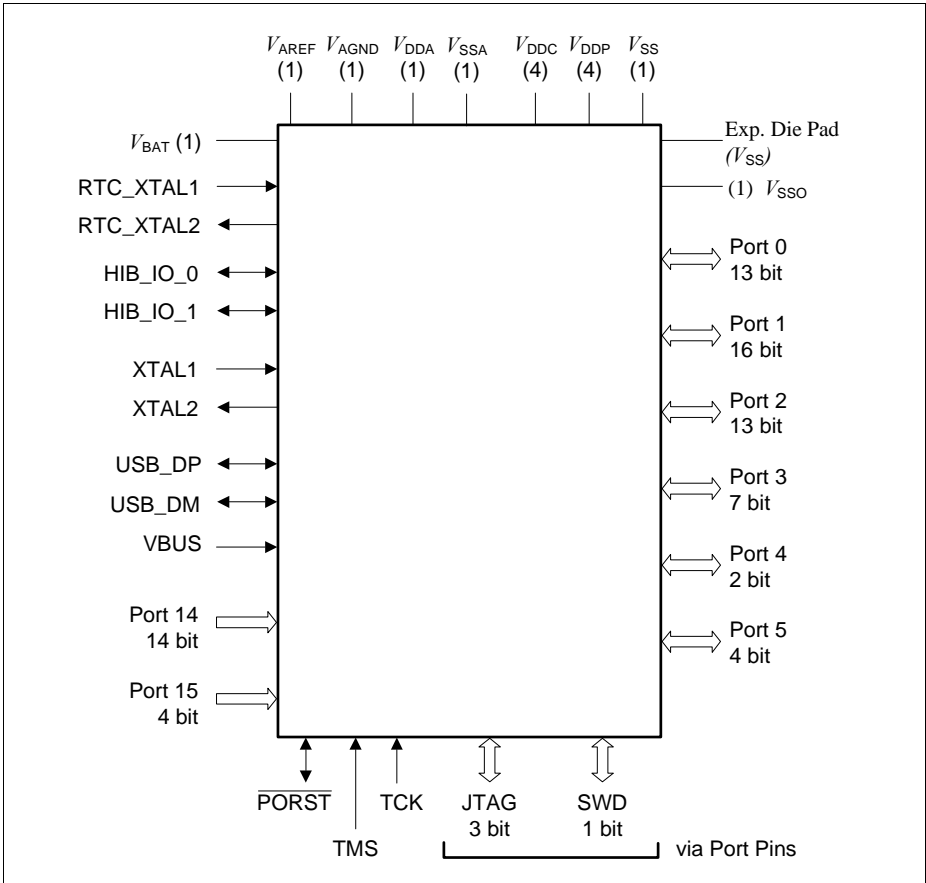 VAREF VAGND VDDA VSSA VDDC VDDP VSS
(1) (1) (1) (1) (4) (4) (1)
VBAT (1)
RTC_XTAL1
RTC_XTAL2
HIB_IO_0
HIB_IO_1
XTAL1
XTAL2
USB_DP
USB_DM
VBUS
Port 14
14 bit
Port 15
4 bit
Exp. Die Pad
(VSS)
(1) VSSO
Port 0
13 bit
Port 1
16 bit
Port 2
13 bit
Port 3
7 bit
Port 4
2 bit
Port 5
4 bit
PORST
TMS
TCK
JTAG
3 bit
SWD
1 bit
via Port Pins